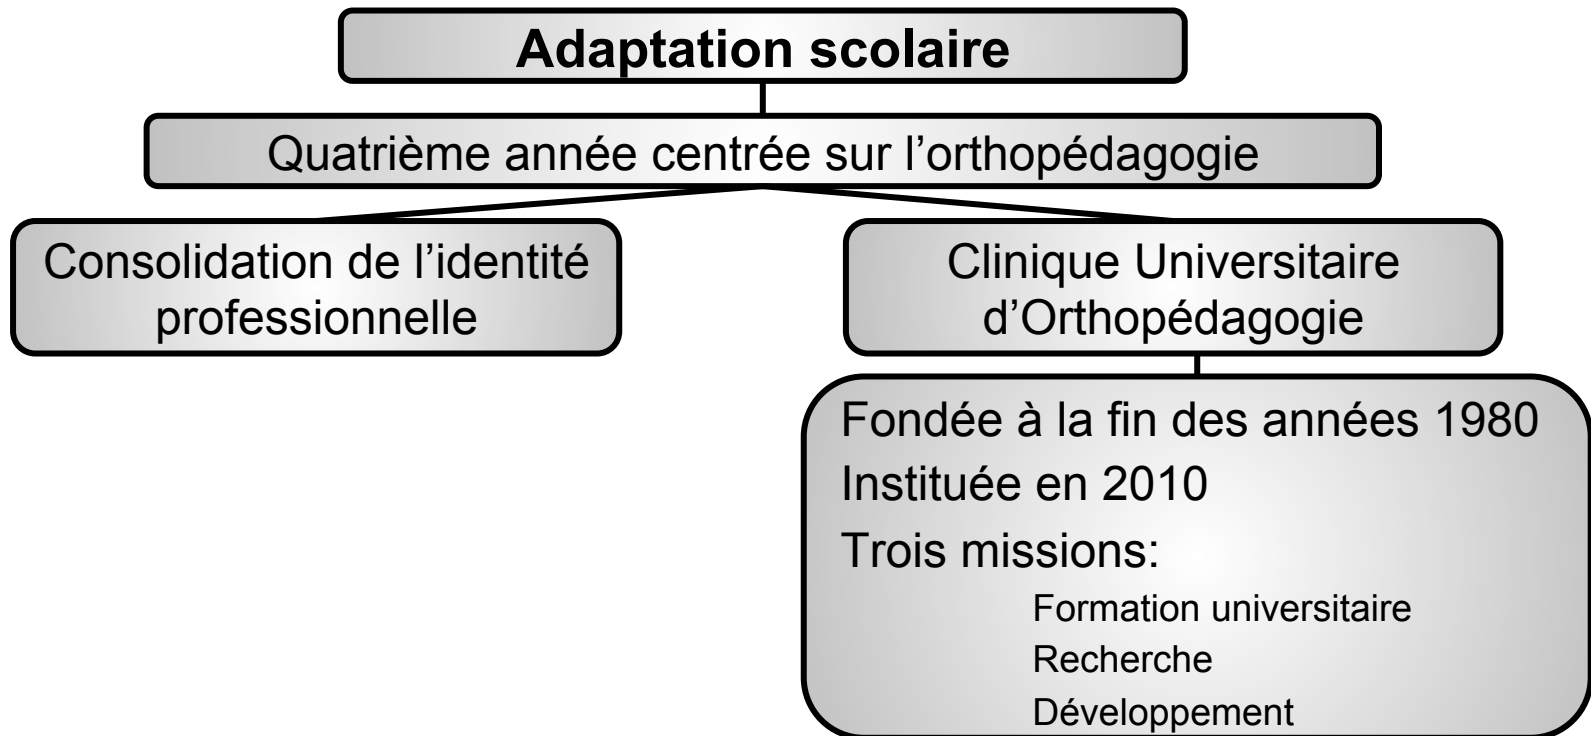 Adaptation scolaire
Quatrième année centrée sur l’orthopédagogie
Consolidation de l’identité
professionnelle
Clinique Universitaire
d’Orthopédagogie
Fondée à la fin des années 1980
Instituée en 2010
Trois missions:
Formation universitaire
Recherche
Développement